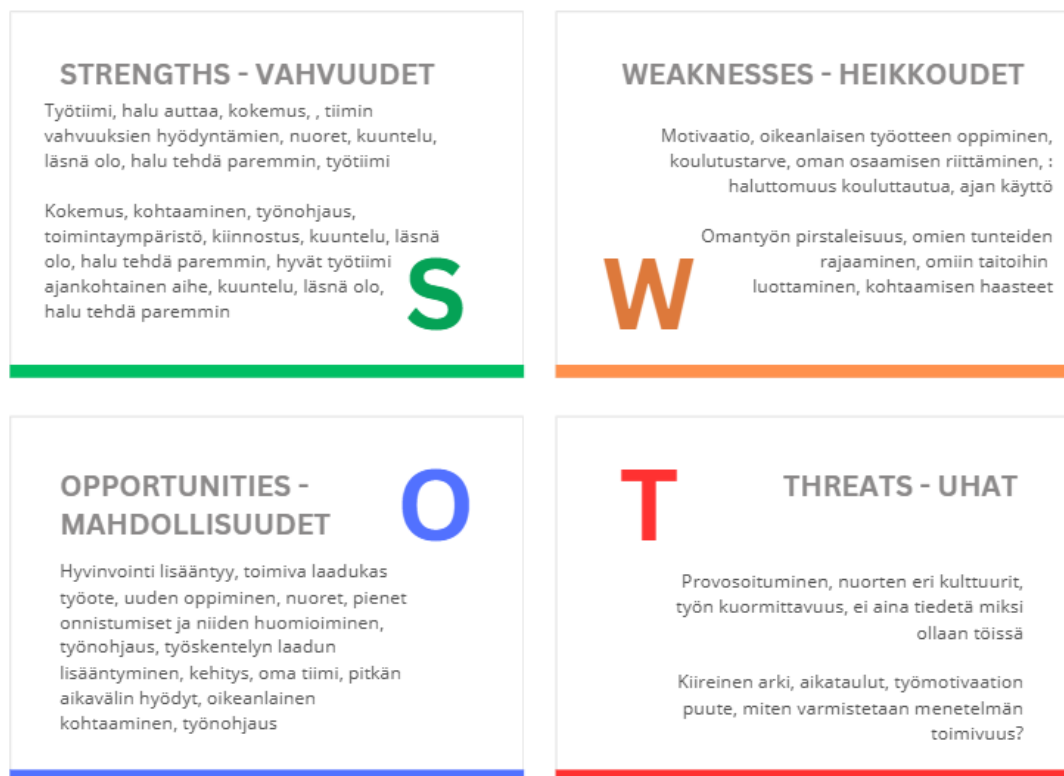 STRENGTHS - VAHVUUDET
Työtiimi, halu auttaa, kokemus, , tiimin
vahvuuksien hyödyntämien, nuoret, kuuntelu,
läsnä olo, halu tehdä paremmin, työtiimi
Kokemus, kohtaaminen, työnohjaus,
toimintaympäristö, kiinnostus, kuuntelu, läsnä
olo, halu tehdä paremmin, hyvät työtiimi
ajankohtainen aihe, kuuntelu, läsnä olo,
halu tehdä paremmin
S
WEAKNESSES - HEIKKOUDET
Motivaatio, oikeanlaisen työotteen oppiminen,
koulutustarve, oman osaamisen riittäminen, :
haluttomuus kouluttautua, ajan käyttö
Omantyön pirstaleisuus, omien tunteiden
rajaaminen, omiin taitoihin
luottaminen, kohtaamisen haasteet
W
OPPORTUNITIES -
MAHDOLLISUUDET
O
Hyvinvointi lisääntyy, toimiva laadukas
työote, uuden oppiminen, nuoret, pienet
onnistumiset ja niiden huomioiminen,
työnohjaus, työskentelyn laadun
lisääntyminen, kehitys, oma tiimi, pitkän
aikavälin hyödyt, oikeanlainen
kohtaaminen, työnohjaus
T
THREATS - UHAT
Provosoituminen, nuorten eri kulttuurit,
työn kuormittavuus, ei aina tiedetä miksi
ollaan töissä
Kiireinen arki, aikataulut, työmotivaation
puute, miten varmistetaan menetelmän
toimivuus?